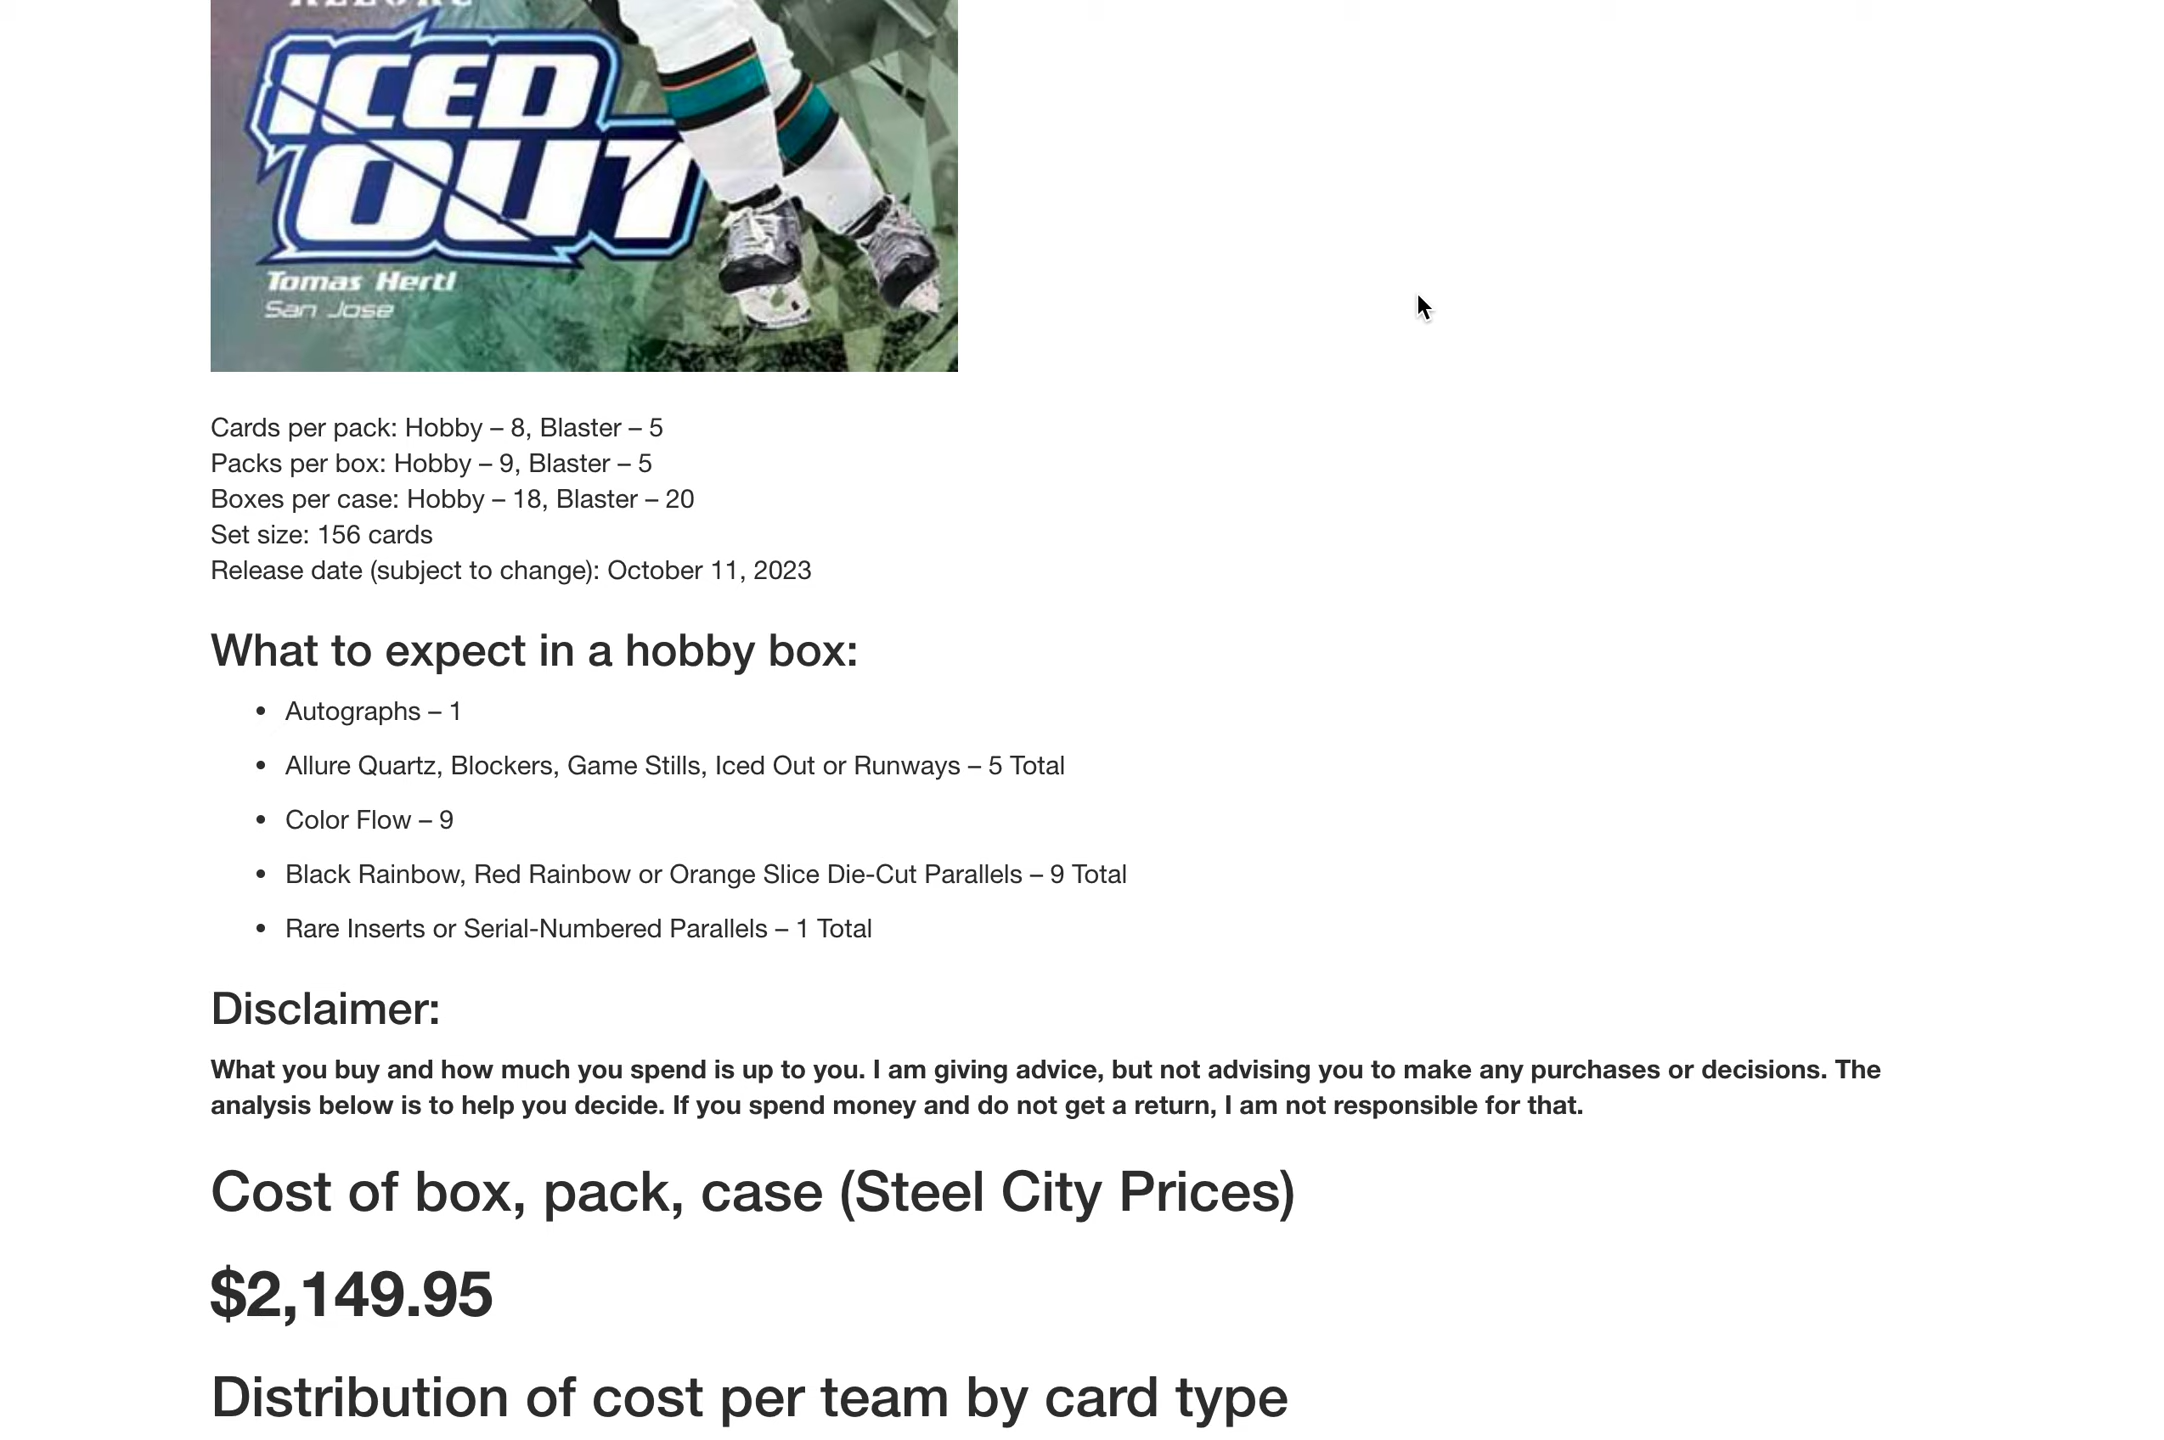 ALLURE
ICED
OUT
Tomas Hertl
San Jose
Cards per pack: Hobby – 8, Blaster – 5
Packs per box: Hobby – 9, Blaster – 5
Boxes per case: Hobby – 18, Blaster – 20
Set size: 156 cards
Release date (subject to change): October 11, 2023
What to expect in a hobby box:
• Autographs – 1
• Allure Quartz, Blockers, Game Stills, Iced Out or Runways – 5 Total
• Color Flow – 9
• Black Rainbow, Red Rainbow or Orange Slice Die-Cut Parallels – 9 Total
• Rare Inserts or Serial-Numbered Parallels – 1 Total
Disclaimer:
What you buy and how much you spend is up to you. I am giving advice, but not advising you to make any purchases or decisions. The
analysis below is to help you decide. If you spend money and do not get a return, I am not responsible for that.
Cost of box, pack, case (Steel City Prices)
$2,149.95
Distribution of cost per team by card type